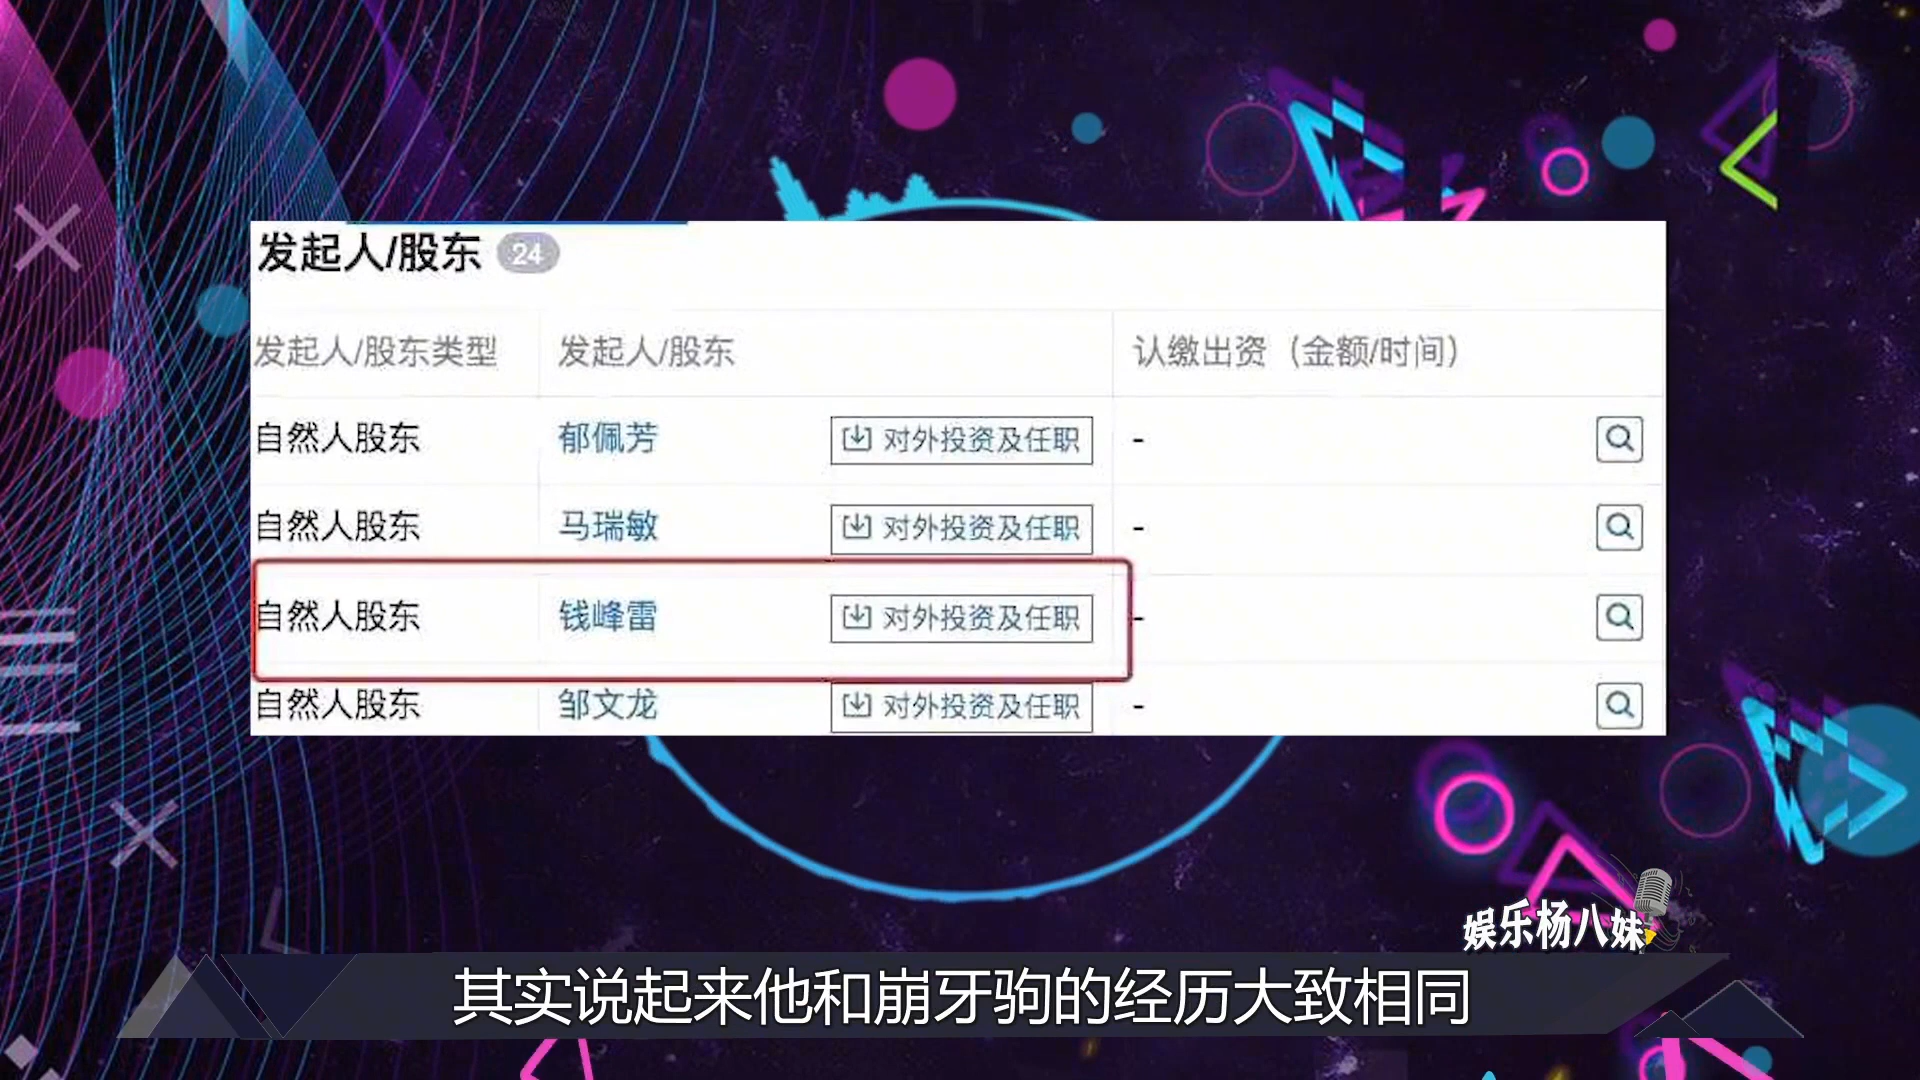 发起人/股东 24
发起人/股东类型 发起人/股东 认缴出资（金额/时间）
自然人股东 郁佩芳 对外投资及任职 -
自然人股东 马瑞敏 对外投资及任职 -
自然人股东 钱峰雷 对外投资及任职 -
自然人股东 邹文龙 对外投资及任职 -
娱乐杨八妹
其实说起来他和崩牙驹的经历大致相同